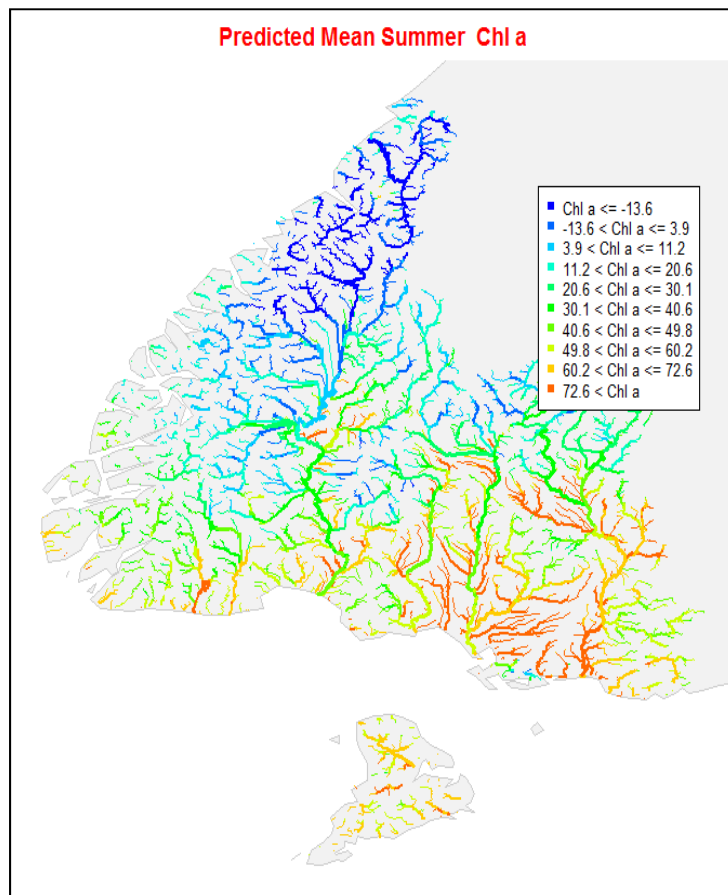 Predicted Mean Summer Chl a
Chl a <= -13.6
-13.6 < Chl a <= 3.9
3.9 < Chl a <= 11.2
11.2 < Chl a <= 20.6
20.6 < Chl a <= 30.1
30.1 < Chl a <= 40.6
40.6 < Chl a <= 49.8
49.8 < Chl a <= 60.2
60.2 < Chl a <= 72.6
72.6 < Chl a